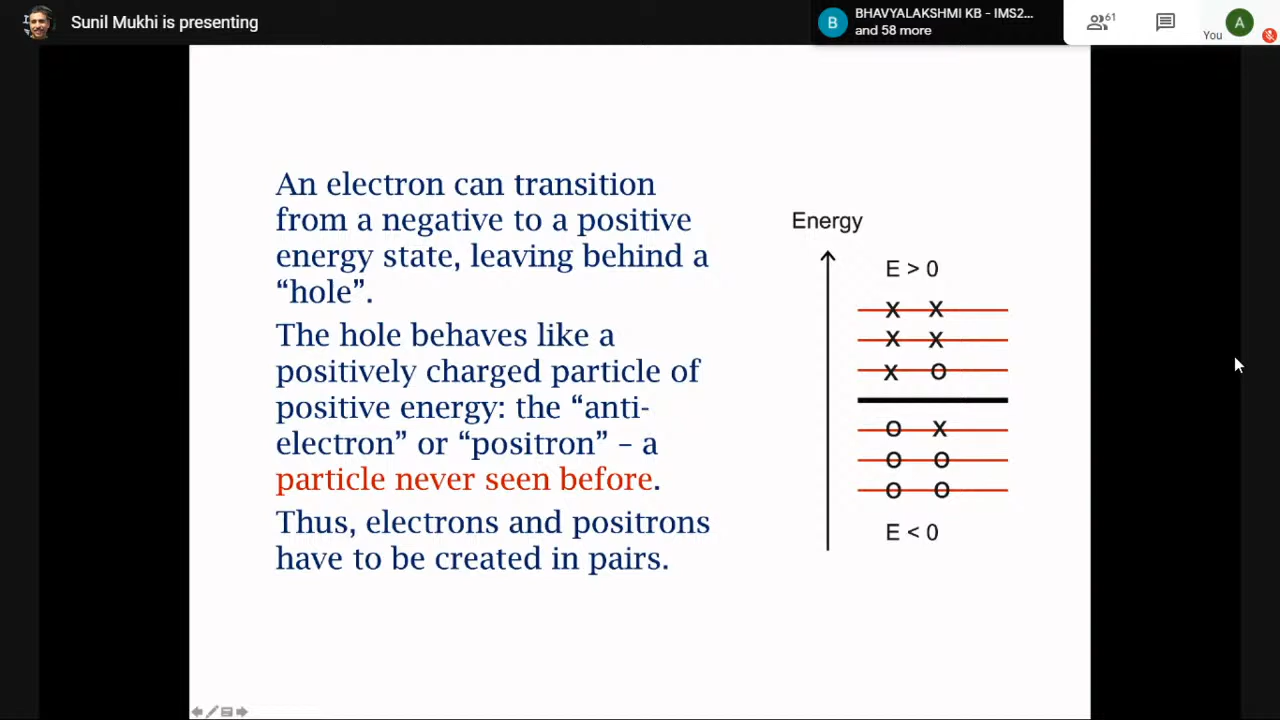 Sunil Mukhi is presenting
B
BHAVYALAKSHMI KB - IMS2...
and 58 more
61
You
A
An electron can transition
from a negative to a positive
energy state, leaving behind a
“hole”.
The hole behaves like a
positively charged particle of
positive energy: the “anti-
electron” or “positron” – a
particle never seen before.
Thus, electrons and positrons
have to be created in pairs.
Energy
E > 0
X X
X X
X O
O X
O O
O O
E < 0